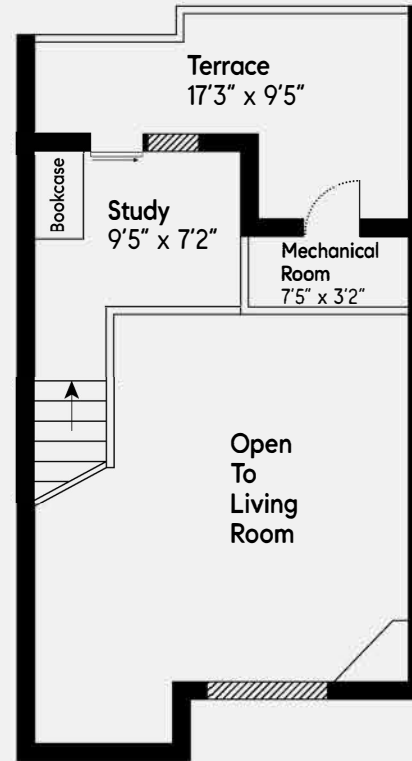 Terrace
17'3" x 9'5"
Bookcase
Study
9'5" x 7'2"
Mechanical
Room
7'5" x 3'2"
Open
To
Living
Room